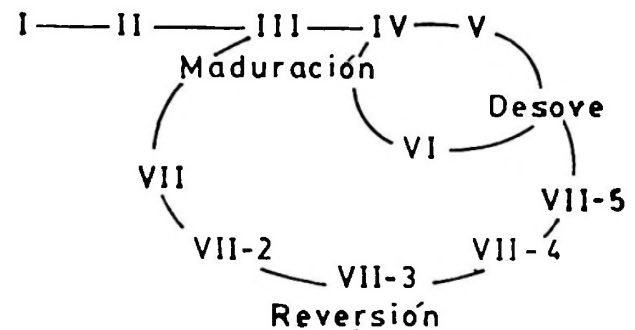 I II III IV V
Maduración
Desove
VI
VII
VII-5
VII-2
VII-4
VII-3
Reversión